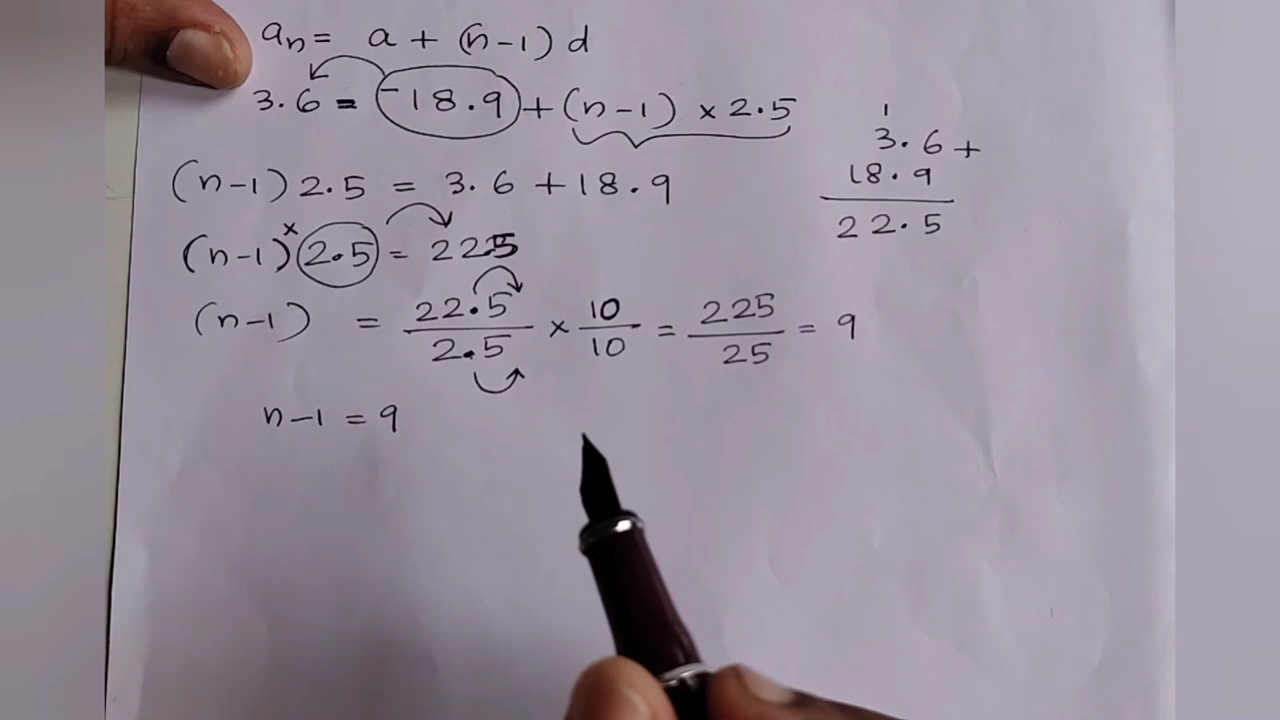 an = a + (n-1) d
3.6 = -18.9 + (n-1) × 2.5
(n-1) 2.5 = 3.6 + 18.9
(n-1) × 2.5 = 22.5
(n-1) = 22.5/2.5 × 10/10 = 225/25 = 9
n-1 = 9
1
3.6 +
18.9
22.5